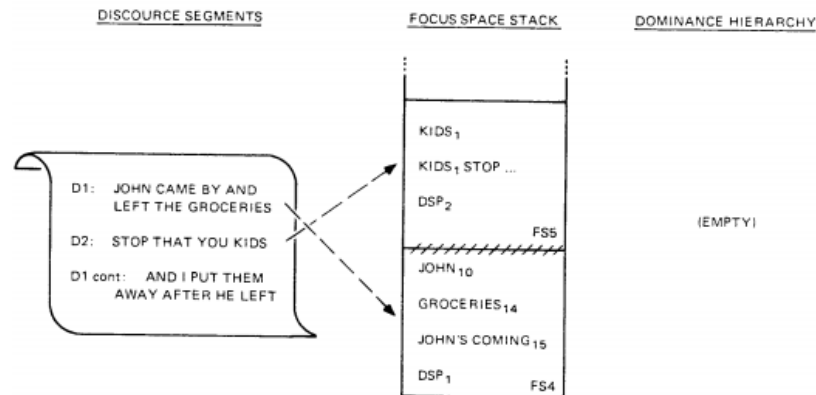 DISCOURSE SEGMENTS
FOCUS SPACE STACK
DOMINANCE HIERARCHY
D1: JOHN CAME BY AND
LEFT THE GROCERIES
D2: STOP THAT YOU KIDS
D1 cont: AND I PUT THEM
AWAY AFTER HE LEFT
KIDS₁
KIDS₁ STOP ...
DSP₂
FS5
JOHN₁₀
GROCERIES₁₄
JOHN'S COMING₁₅
DSP₁
FS4
(EMPTY)